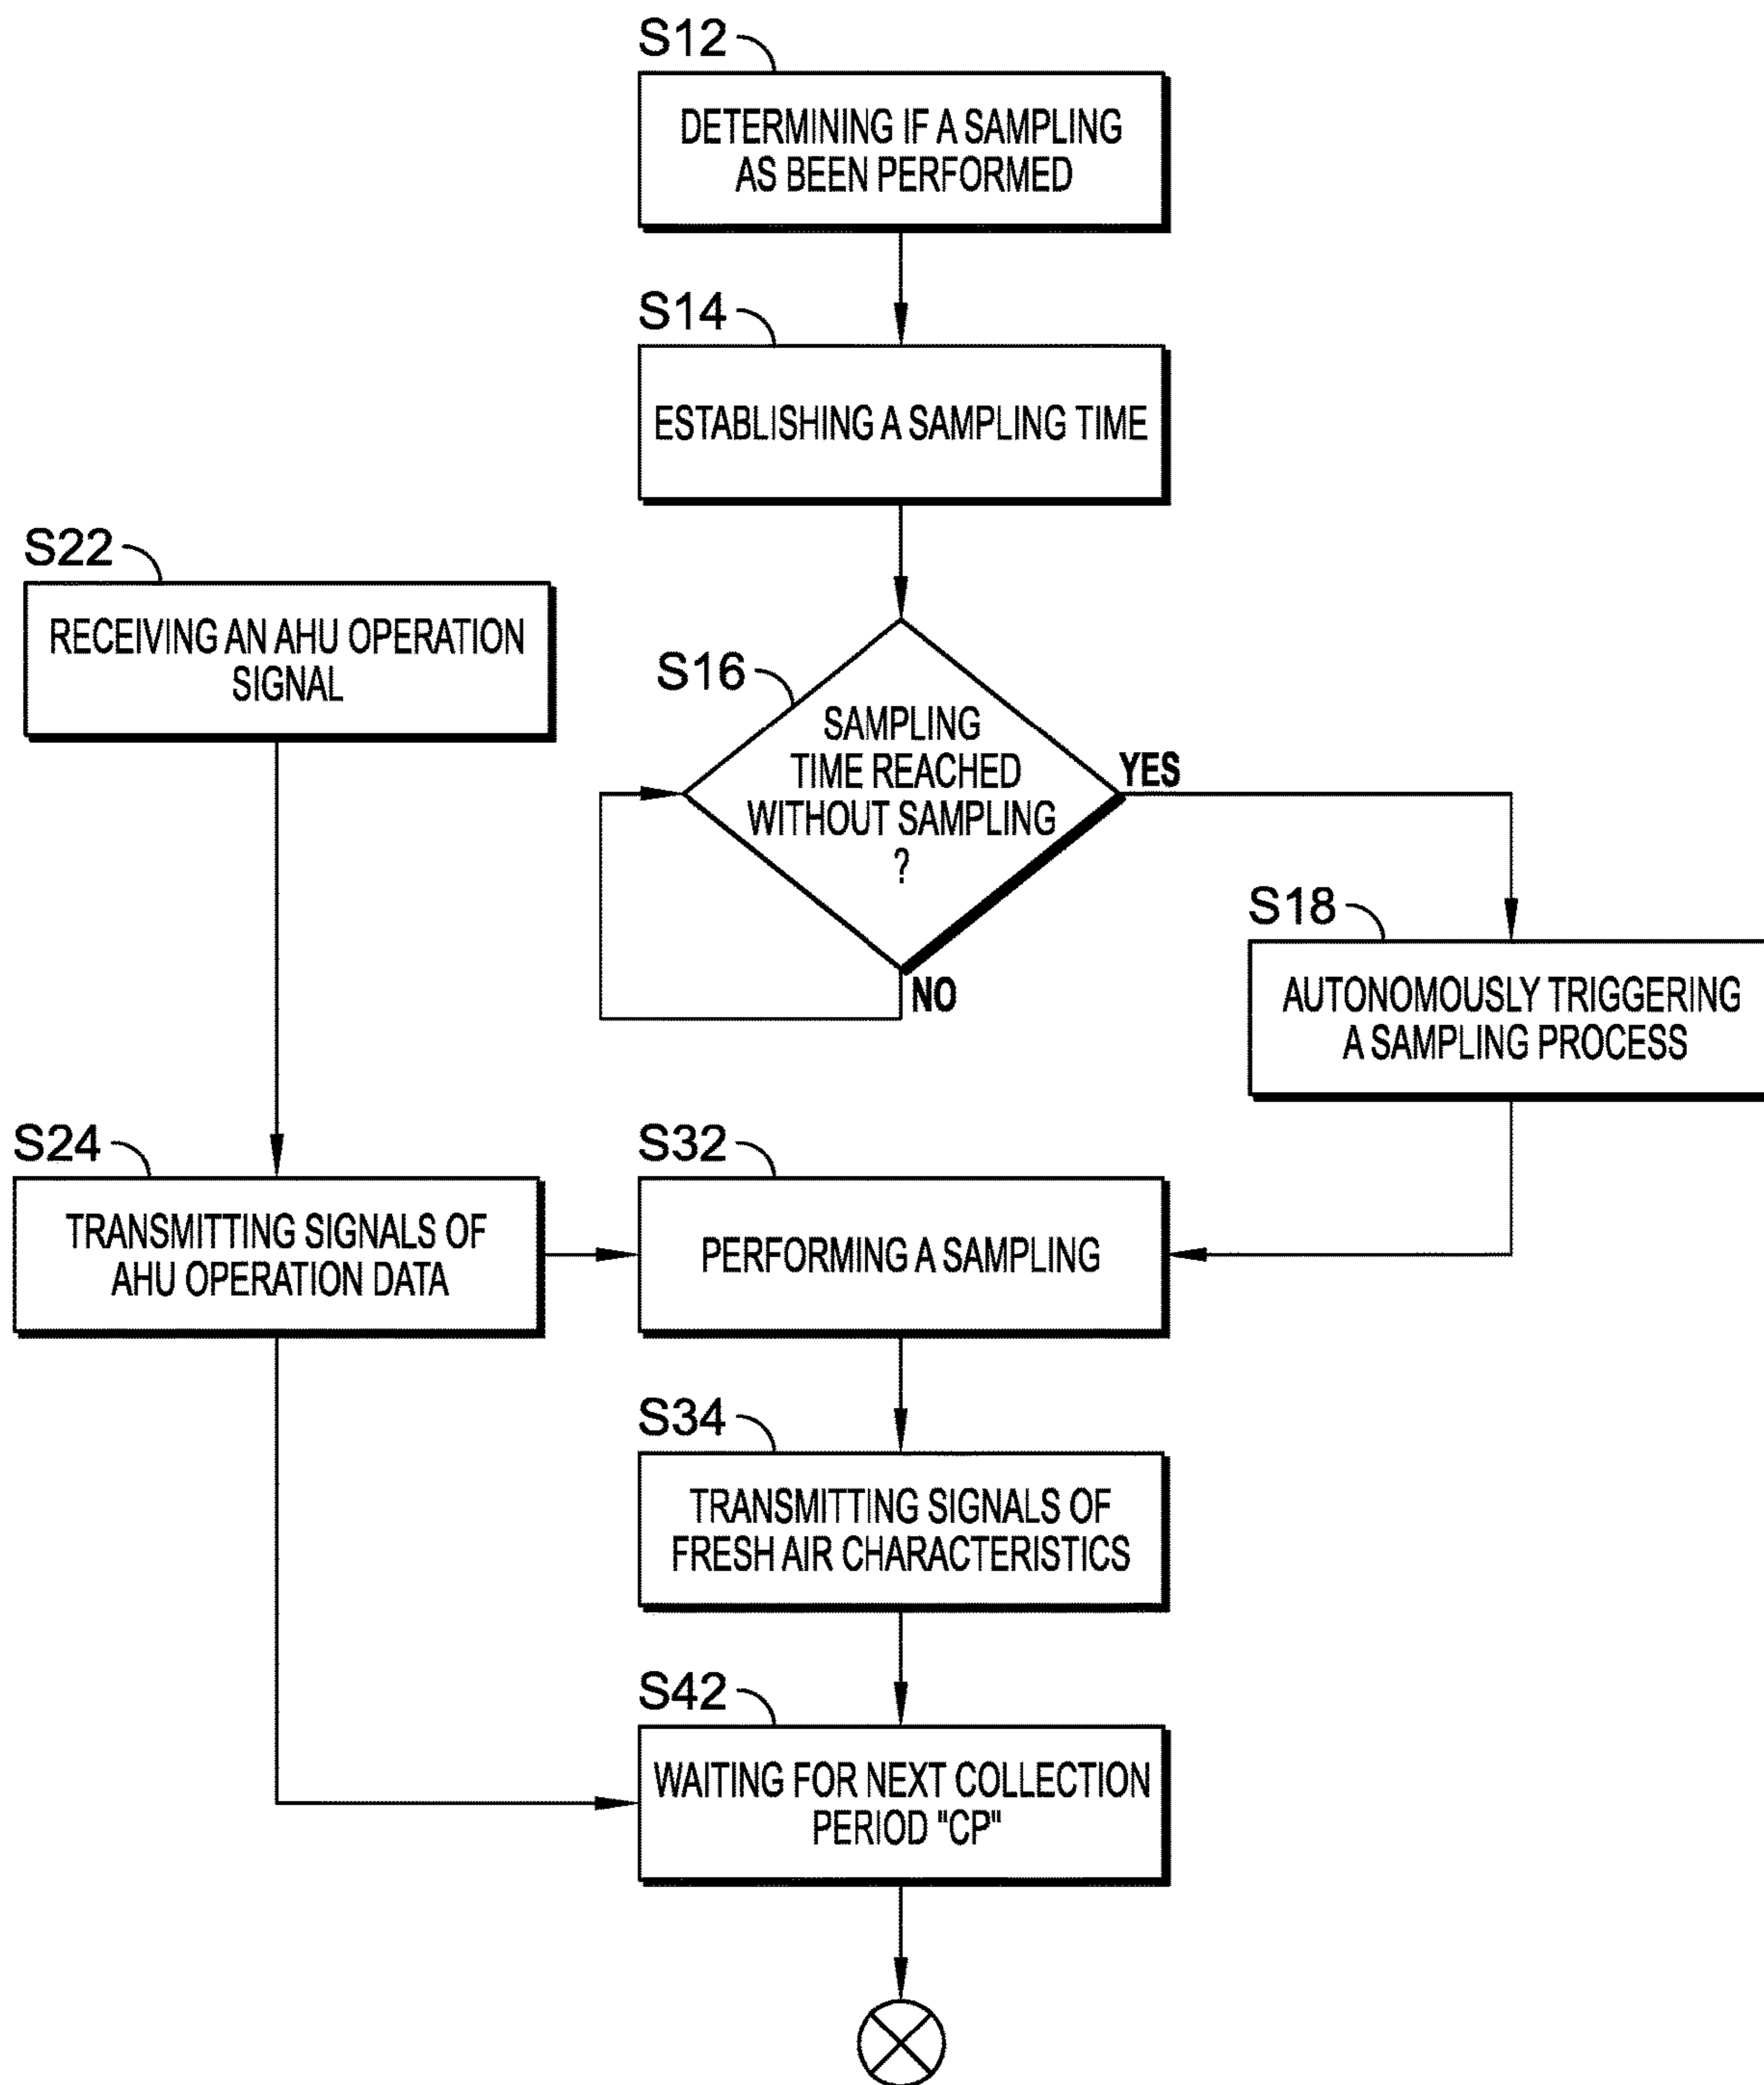 S12
DETERMINING IF A SAMPLING
AS BEEN PERFORMED
S14
ESTABLISHING A SAMPLING TIME
S22
RECEIVING AN AHU OPERATION
SIGNAL
S16
SAMPLING
TIME REACHED
WITHOUT SAMPLING
?
YES
NO
S18
AUTONOMOUSLY TRIGGERING
A SAMPLING PROCESS
S24
TRANSMITTING SIGNALS OF
AHU OPERATION DATA
S32
PERFORMING A SAMPLING
S34
TRANSMITTING SIGNALS OF
FRESH AIR CHARACTERISTICS
S42
WAITING FOR NEXT COLLECTION
PERIOD "CP"